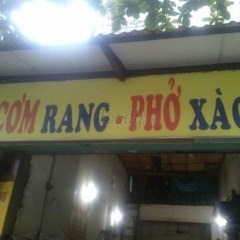 CƠM RANG - PHỞ XÀO